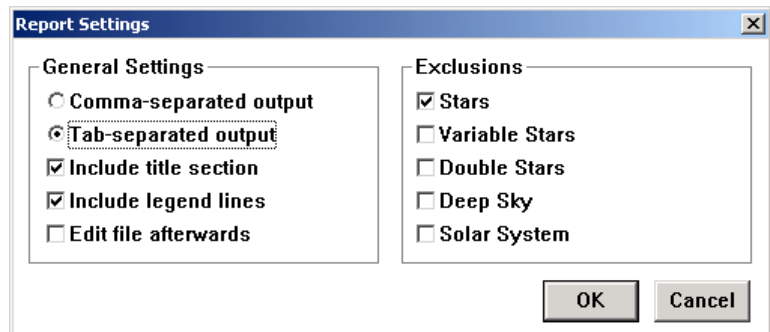 Report Settings
General Settings
Comma-separated output
Tab-separated output
Include title section
Include legend lines
Edit file afterwards
Exclusions
Stars
Variable Stars
Double Stars
Deep Sky
Solar System
OK
Cancel